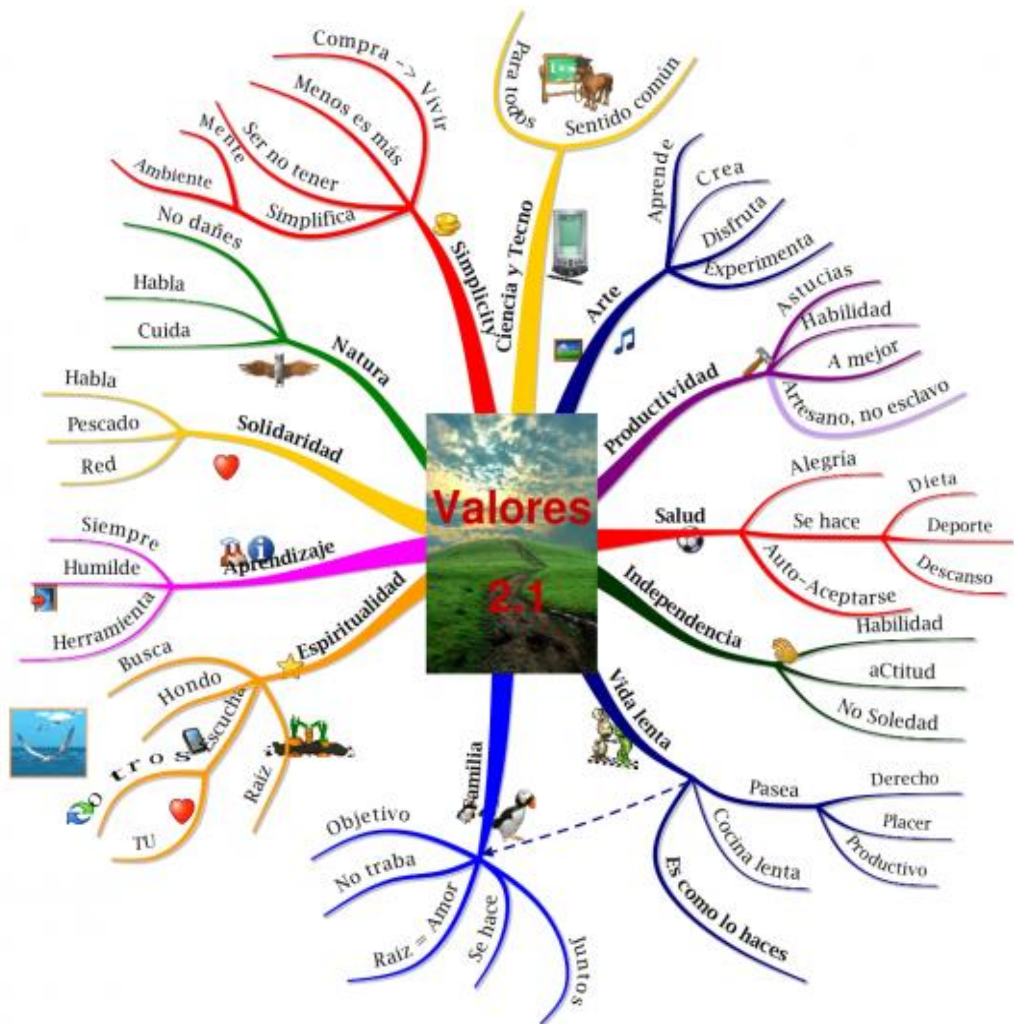 Valores
2.1
Ciencia y Tecno
Para todos
Sentido común
Arte
Aprende
Crea
Disfruta
Experimenta
Productividad
Astucias
Habilidad
A mejor
Artesano, no esclavo
Salud
Alegría
Se hace
Dieta
Deporte
Descanso
Auto-Aceptarse
Independencia
Habilidad
aCtitud
No Soledad
Vida lenta
Pasea
Derecho
Placer
Productivo
Cocina lenta
Es como lo haces
Familia
Juntos
Se hace
Raíz = Amor
No traba
Objetivo
Espiritualidad
Raíz
Escucha
TU
Otros
Hondo
Busca
Aprendizaje
Herramienta
Humilde
Siempre
Solidaridad
Red
Pescado
Habla
Natura
Cuida
Habla
No dañes
Simplicity
Simplifica
Ambiente
Mente
Ser no tener
Menos es más
Compra -> Vivir